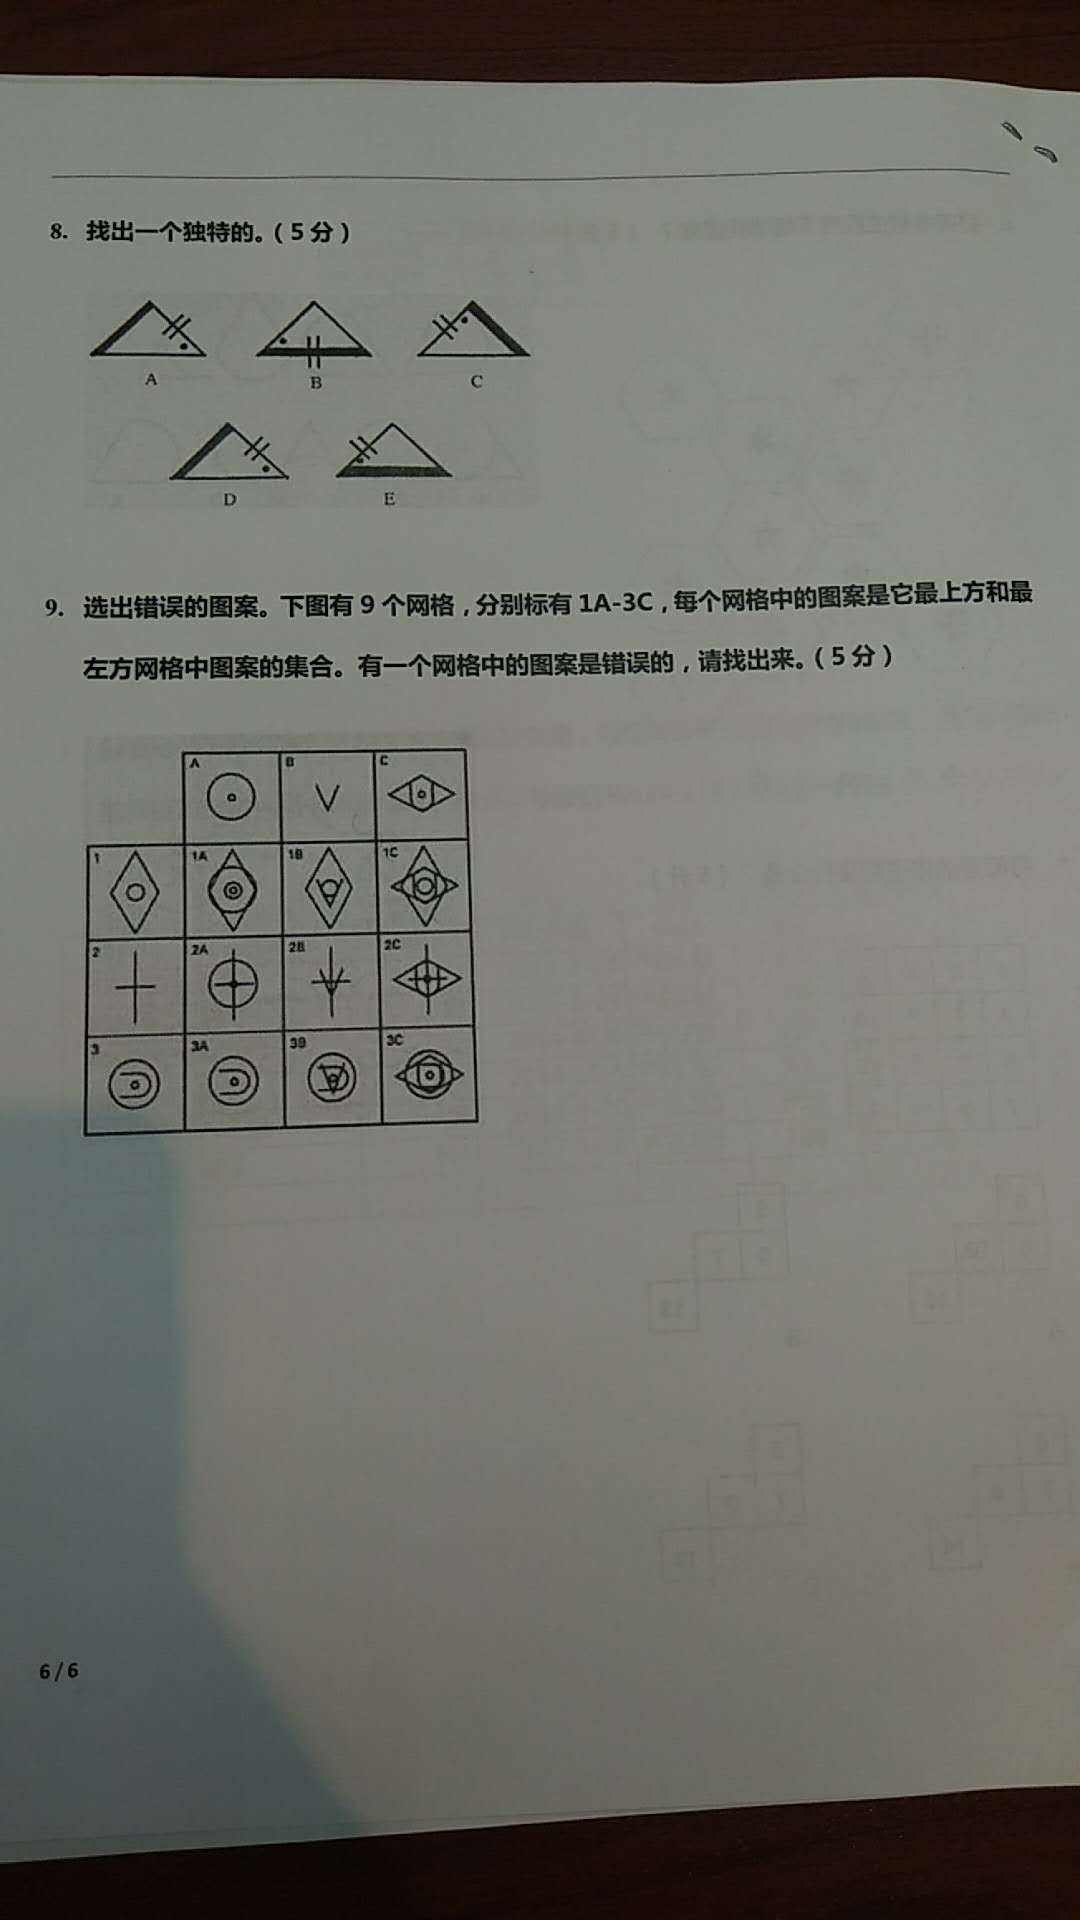 8. 找出一个独特的。(5分)
A B C
D E
9. 选出错误的图案。下图有9个网格,分别标有1A-3C,每个网格中的图案是它最上方和最
左方网格中图案的集合。有一个网格中的图案是错误的,请找出来。(5分)
A B C
1 1A 1B 1C
2 2A 2B 2C
3 3A 3B 3C
6/6